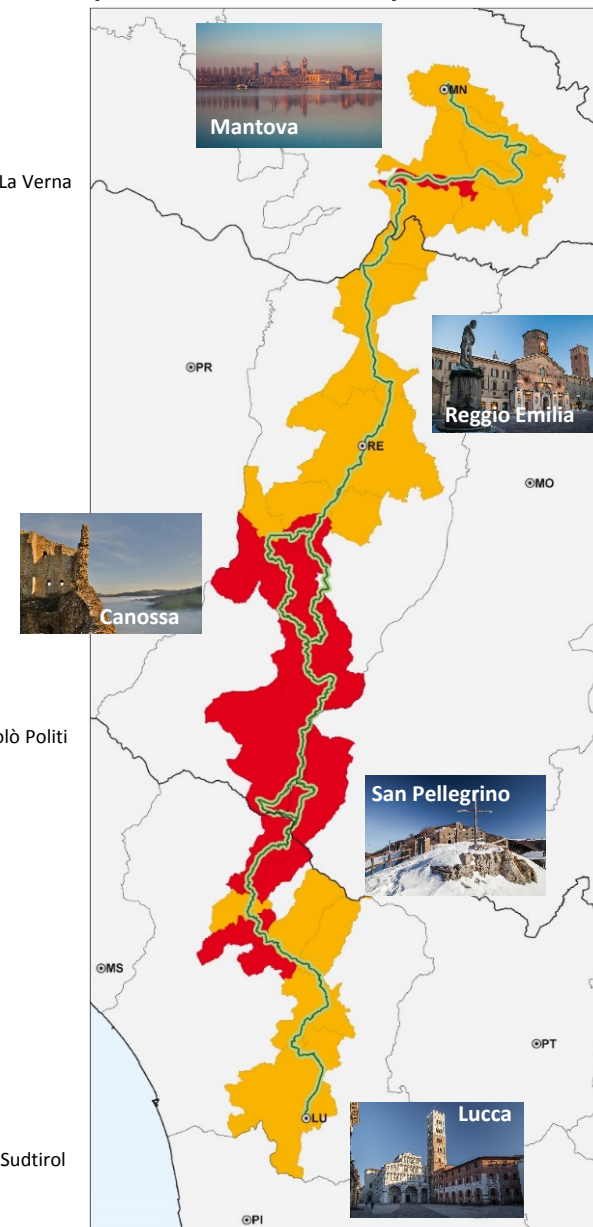 MN
Mantova
La Verna
PR
Reggio Emilia
RE
MO
Canossa
lò Politi
San Pellegrino
MS
PT
Lucca
LU
Sudtirol
PI